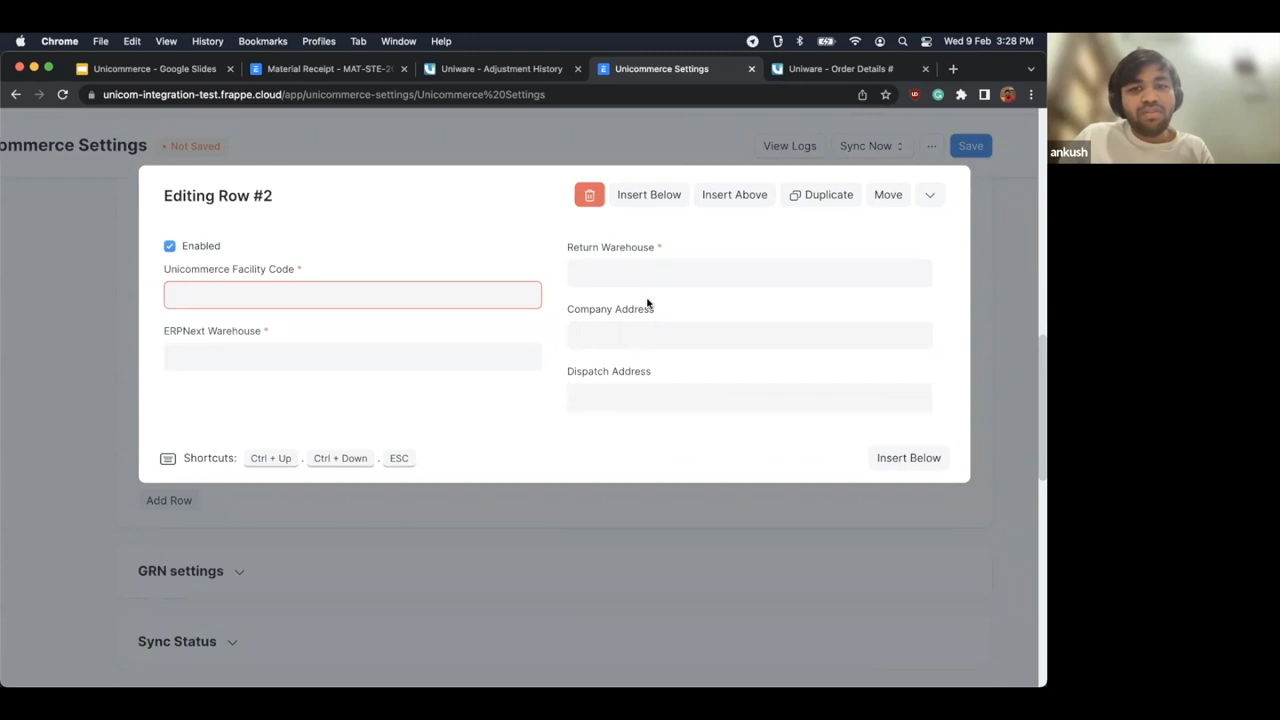 Chrome File Edit View History Bookmarks Profiles Tab Window Help Wed 9 Feb 3:28 PM
Unicommerce - Google Slides Material Receipt - MAT-STE-2 Uniware - Adjustment History Unicommerce Settings Uniware - Order Details #
unicom-integration-test.frappe.cloud/app/unicommerce-settings/Unicommerce%20Settings
ommerce Settings • Not Saved View Logs Sync Now ... Save
ankush
Editing Row #2 Insert Below Insert Above Duplicate Move
Enabled
Unicommerce Facility Code *
ERPNext Warehouse *
Return Warehouse *
Company Address
Dispatch Address
Shortcuts: Ctrl + Up . Ctrl + Down . ESC Insert Below
Add Row
GRN settings
Sync Status